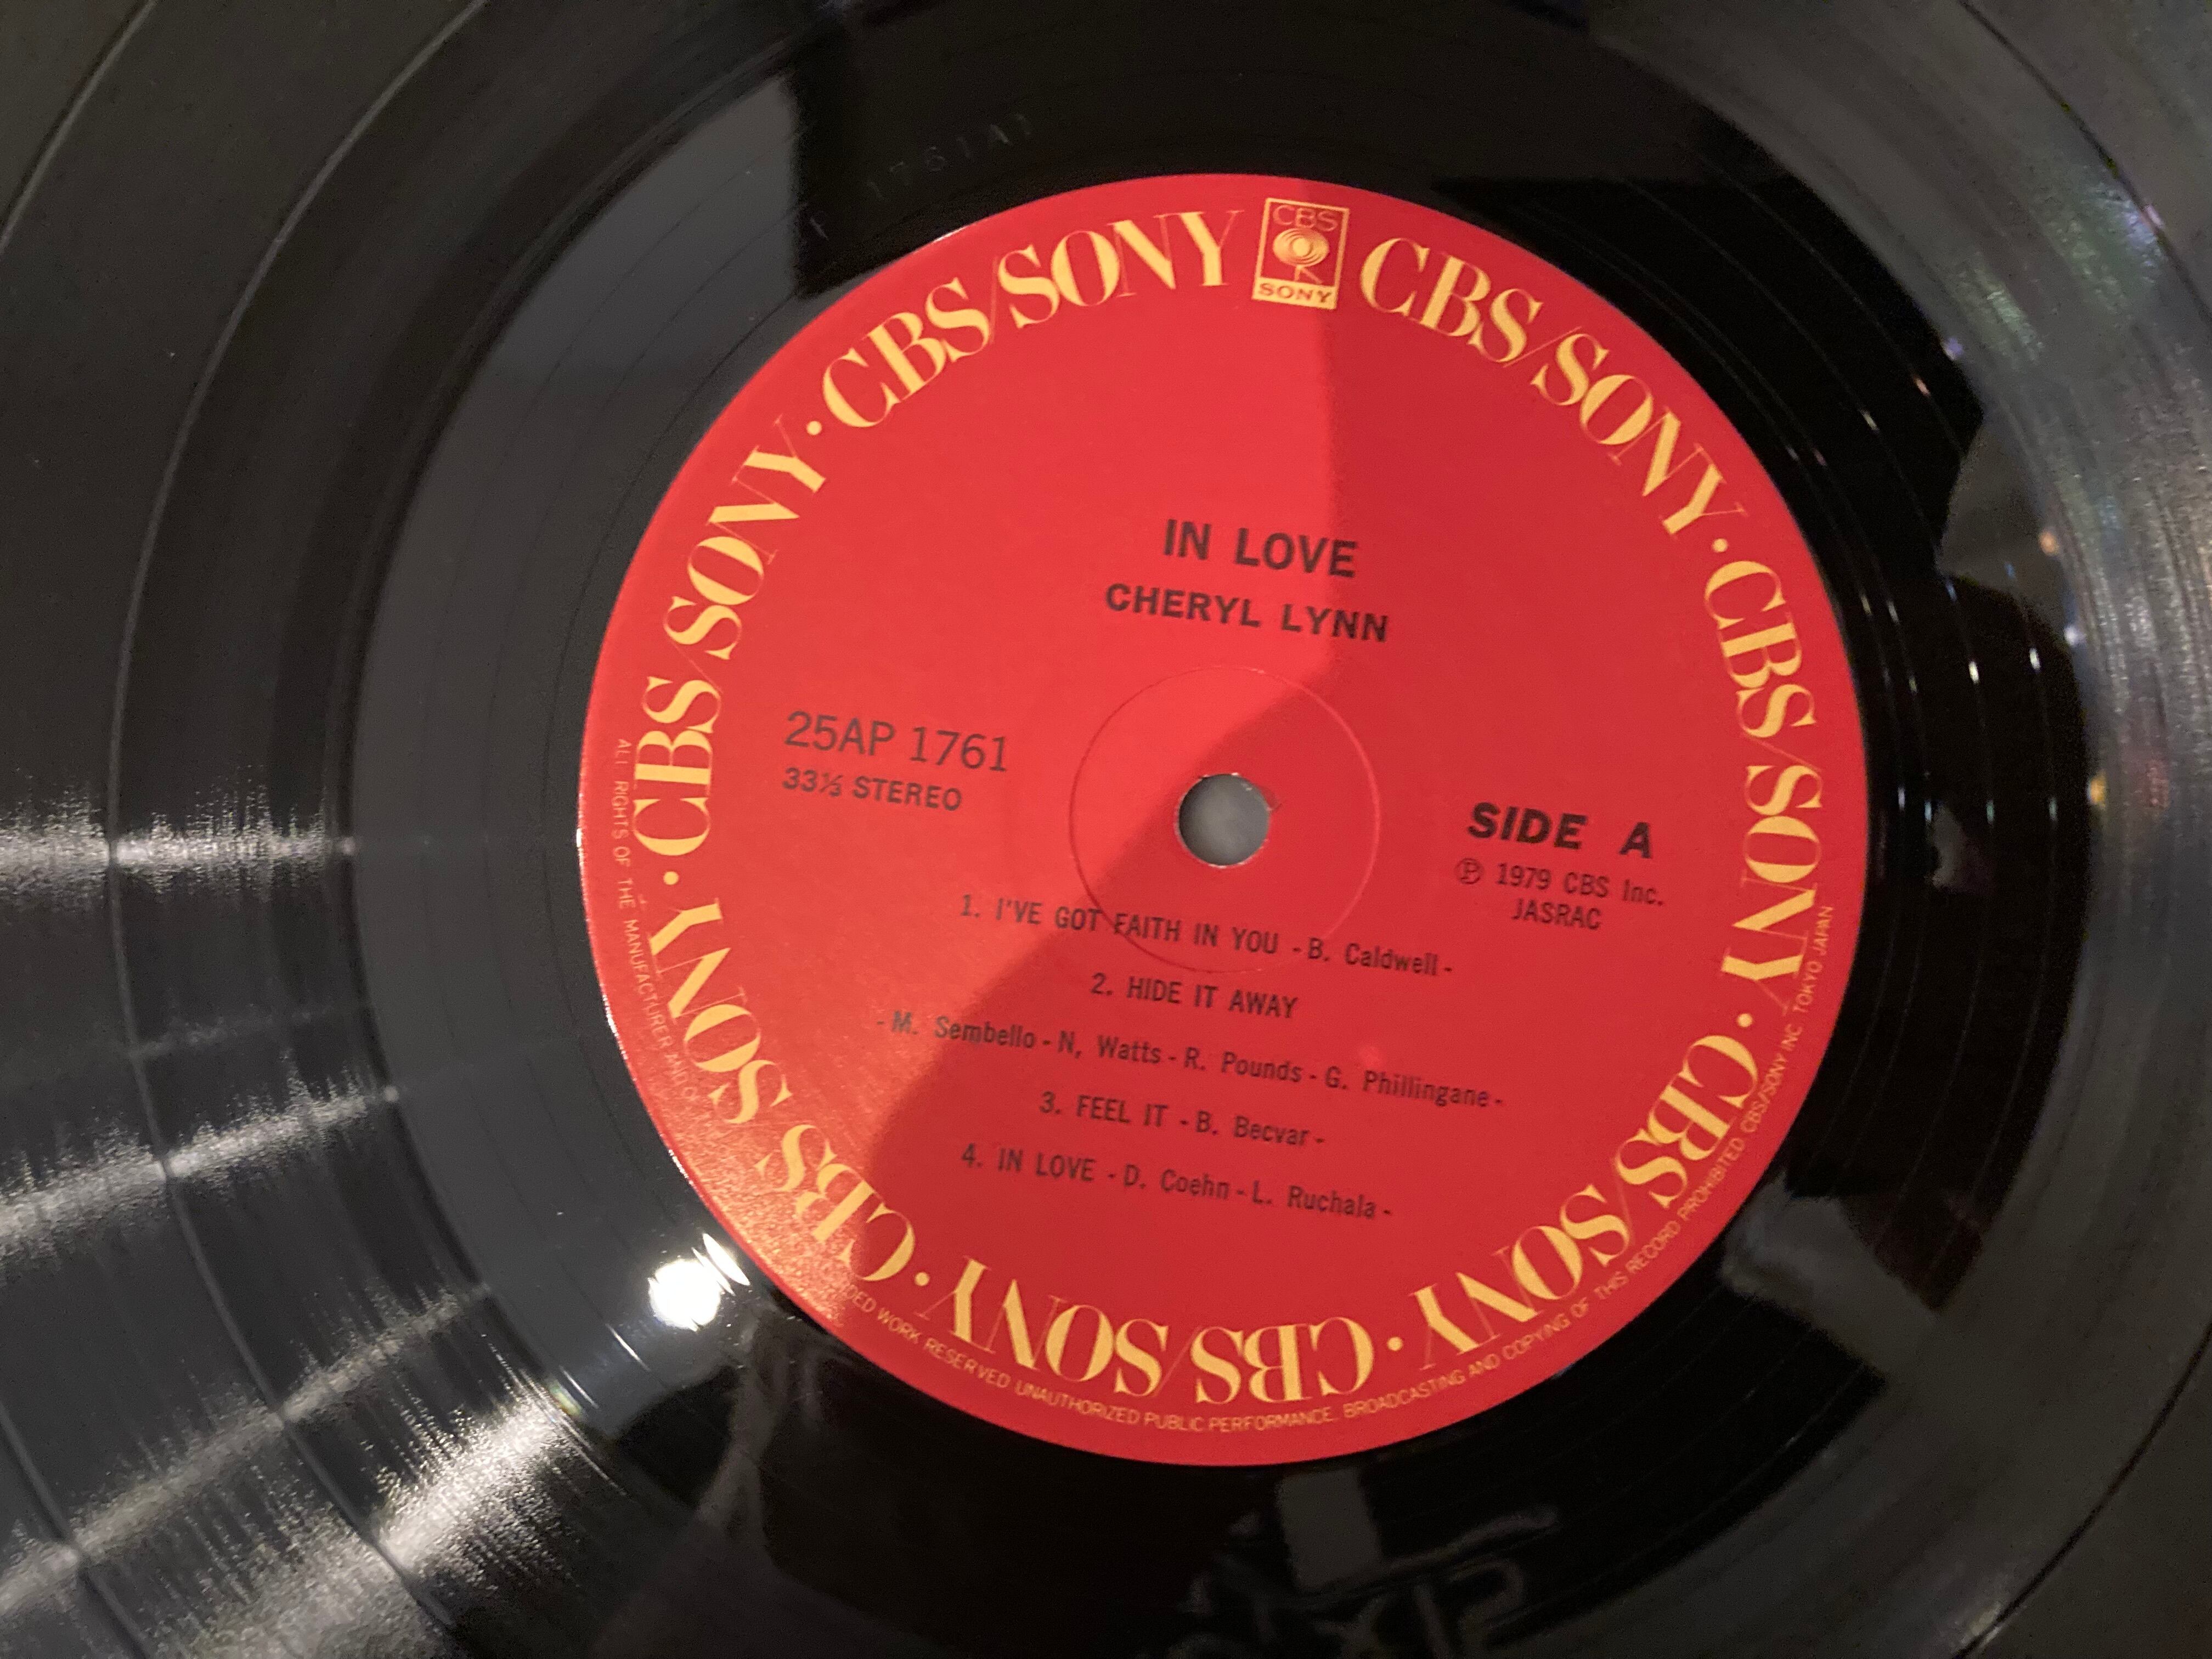 CBS
SONY
CBS/SONY · CBS/SONY · CBS/SONY · CBS/SONY · CBS/SONY · CBS/SONY · CBS/SONY · CBS/SONY
IN LOVE
CHERYL LYNN
25AP 1761
33⅓ STEREO
SIDE A
Ⓟ 1979 CBS Inc.
JASRAC
1. I'VE GOT FAITH IN YOU - B. Caldwell -
2. HIDE IT AWAY
- M. Sembello - N, Watts - R. Pounds - G. Phillingane -
3. FEEL IT - B. Becvar -
4. IN LOVE - D. Coehn - L. Ruchala -
ALL RIGHTS OF THE MANUFACTURER AND OF WORK RESERVED UNAUTHORIZED PUBLIC PERFORMANCE. BROADCASTING AND COPYING OF THIS RECORD PROHIBITED CBS/SONY INC. TOKYO JAPAN
1761A1